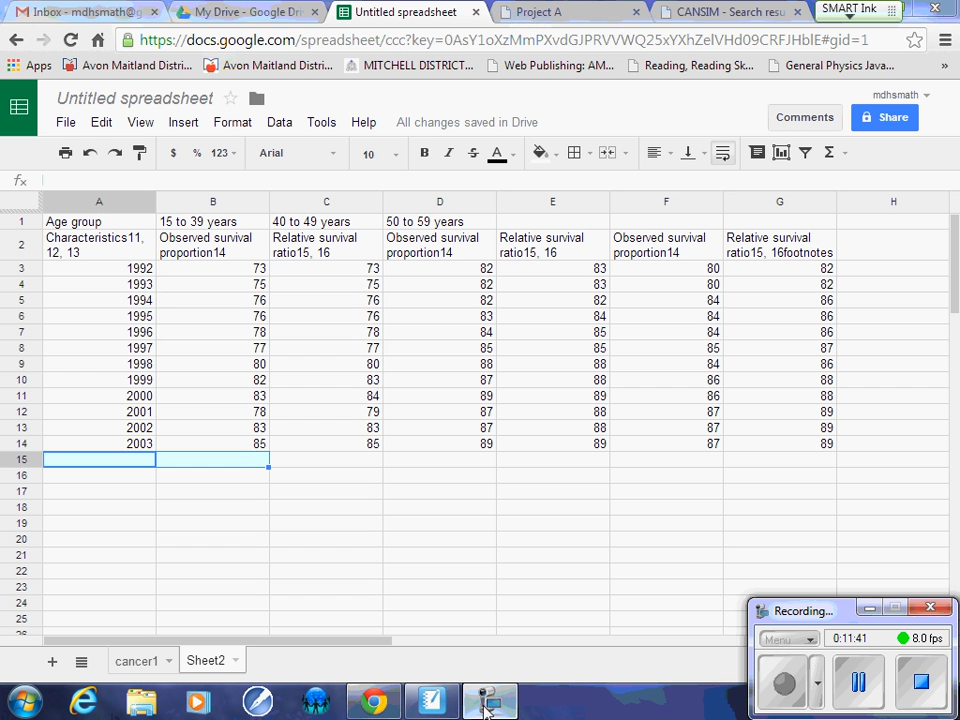 Inbox - mdhsmath@g
My Drive - Google Dri
Untitled spreadsheet
Project A
CANSIM - Search resu
SMART Ink
https://docs.google.com/spreadsheet/ccc?key=0AsY1oXzMmPXvdGJPRVVWQ25xYXhZelVHd09CRFJHblE#gid=1
Apps
Avon Maitland Distri...
Avon Maitland Distri...
MITCHELL DISTRICT...
Web Publishing: AM...
Reading, Reading Sk...
General Physics Java...
»
Untitled spreadsheet
mdhsmath
File Edit View Insert Format Data Tools Help All changes saved in Drive
Comments
Share
$ % 123 Arial 10 B I S A Σ
fx
A B C D E F G H
1 Age group 15 to 39 years 40 to 49 years 50 to 59 years
2 Characteristics11, 12, 13 Observed survival proportion14 Relative survival ratio15, 16 Observed survival proportion14 Relative survival ratio15, 16 Observed survival proportion14 Relative survival ratio15, 16footnotes
3 1992 73 73 82 83 80 82
4 1993 75 75 82 83 80 82
5 1994 76 76 82 82 84 86
6 1995 76 76 83 84 84 86
7 1996 78 78 84 85 84 86
8 1997 77 77 85 85 85 87
9 1998 80 80 88 88 84 86
10 1999 82 83 87 88 86 88
11 2000 83 84 89 89 86 88
12 2001 78 79 87 88 87 89
13 2002 83 83 87 88 87 89
14 2003 85 85 89 89 87 89
15
16
17
18
19
20
21
22
23
24
25
26
+ cancer1 Sheet2
Recording...
Menu 0:11:41 8.0 fps